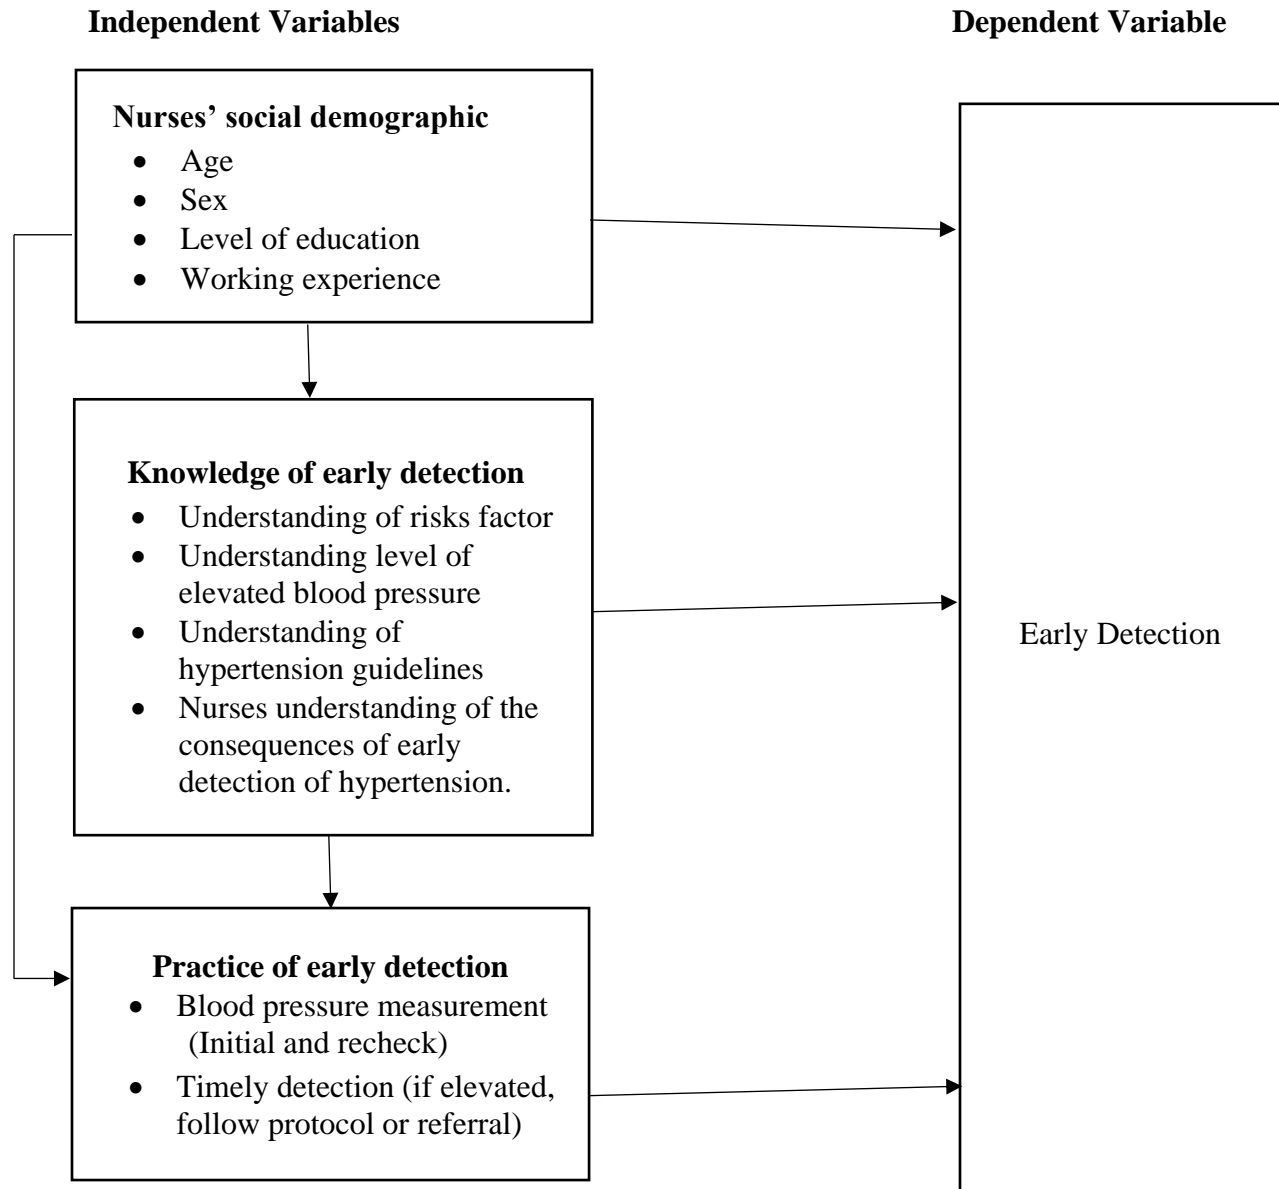 Independent Variables
Dependent Variable
Nurses’ social demographic
• Age
• Sex
• Level of education
• Working experience
Knowledge of early detection
• Understanding of risks factor
• Understanding level of
elevated blood pressure
• Understanding of
hypertension guidelines
• Nurses understanding of the
consequences of early
detection of hypertension.
Early Detection
Practice of early detection
• Blood pressure measurement
(Initial and recheck)
• Timely detection (if elevated,
follow protocol or referral)